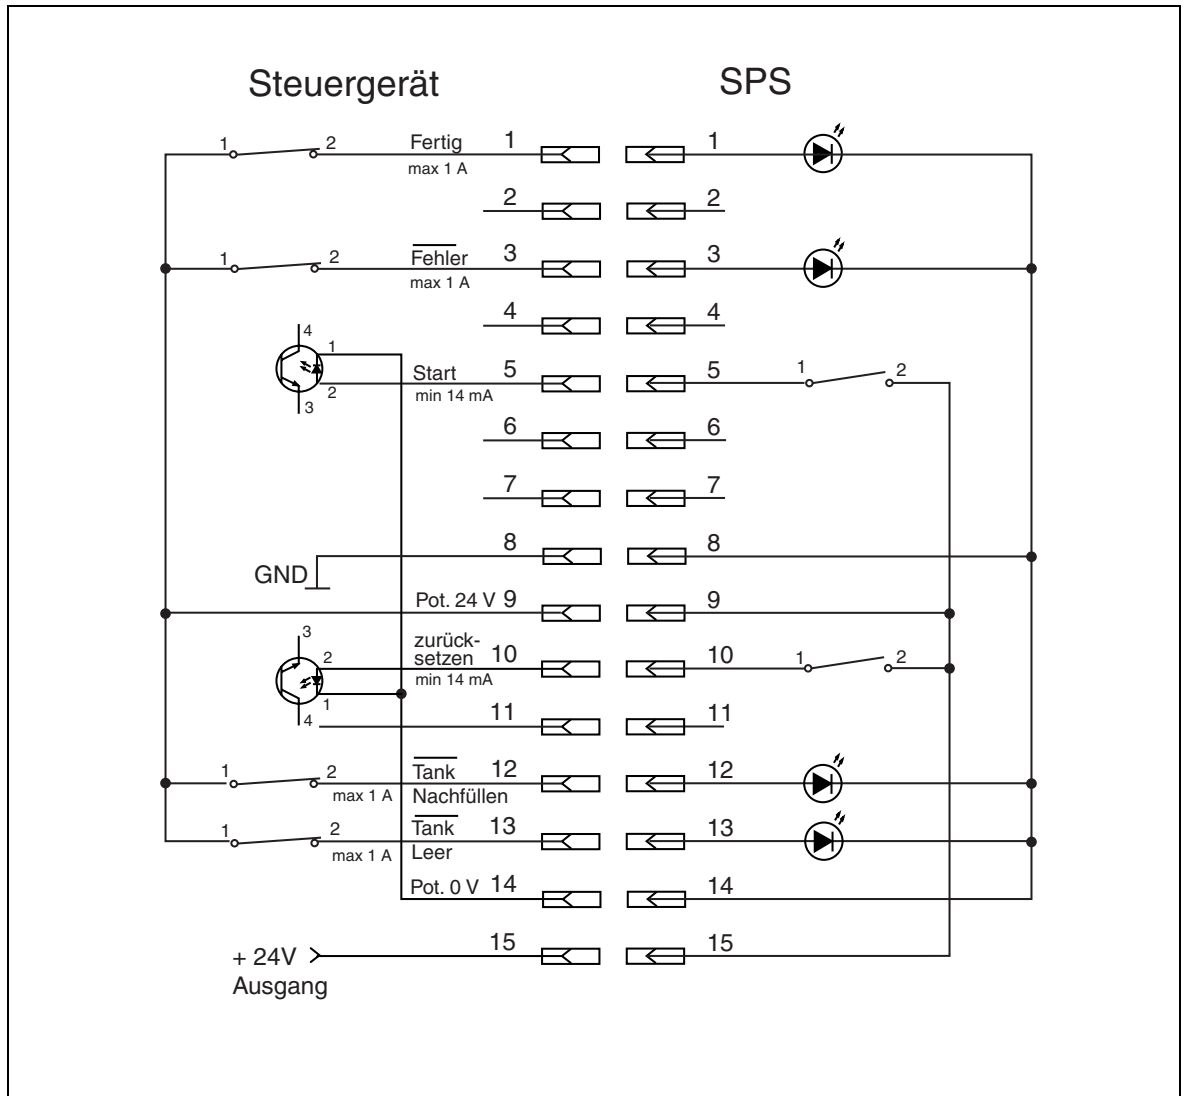 Steuergerät SPS
1 2 Fertig 1 1
max 1 A
2 2
1 2 Fehler 3 3
max 1 A
4 4
4
1 Start 5 5 1 2
2 min 14 mA
3
6 6
7 7
8 8
GND
Pot. 24 V 9 9
3 zurück-
2 setzen 10 10 1 2
min 14 mA
1
4 11 11
1 2 Tank 12 12
max 1 A Nachfüllen
1 2 Tank 13 13
max 1 A Leer
Pot. 0 V 14 14
+ 24V 15 15
Ausgang